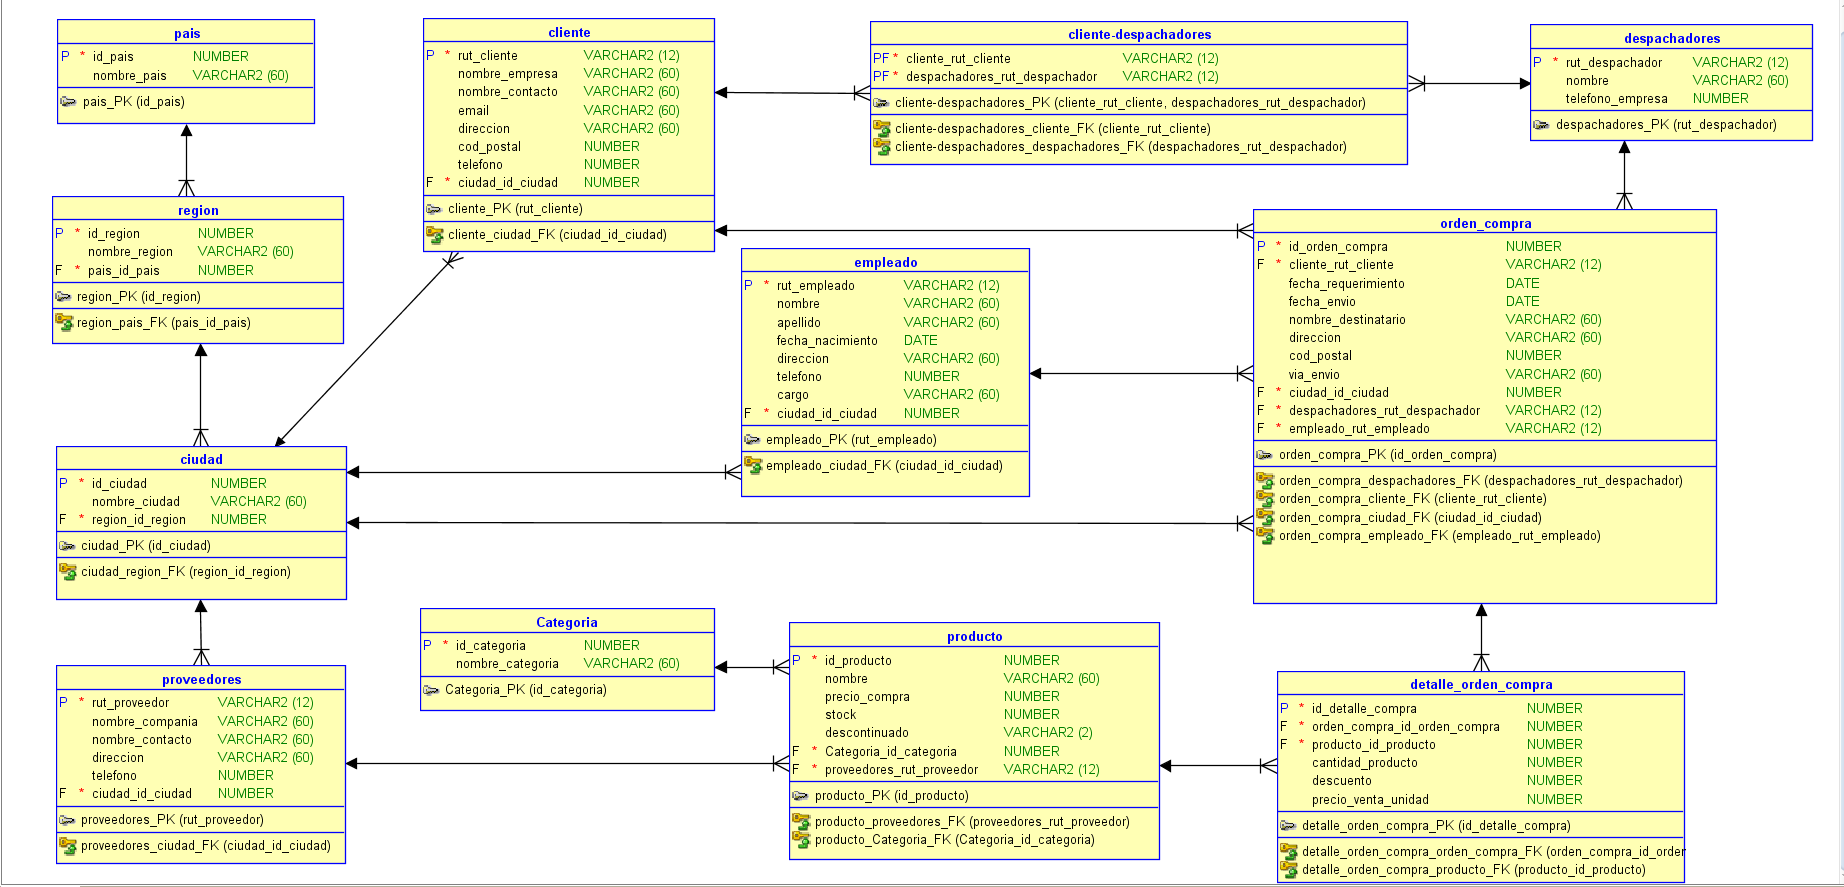 pais
P * id_pais NUMBER
nombre_pais VARCHAR2 (60)
pais_PK (id_pais)
region
P * id_region NUMBER
nombre_region VARCHAR2 (60)
F * pais_id_pais NUMBER
region_PK (id_region)
region_pais_FK (pais_id_pais)
ciudad
P * id_ciudad NUMBER
nombre_ciudad VARCHAR2 (60)
F * region_id_region NUMBER
ciudad_PK (id_ciudad)
ciudad_region_FK (region_id_region)
proveedores
P * rut_proveedor VARCHAR2 (12)
nombre_compania VARCHAR2 (60)
nombre_contacto VARCHAR2 (60)
direccion VARCHAR2 (60)
telefono NUMBER
F * ciudad_id_ciudad NUMBER
proveedores_PK (rut_proveedor)
proveedores_ciudad_FK (ciudad_id_ciudad)
cliente
P * rut_cliente VARCHAR2 (12)
nombre_empresa VARCHAR2 (60)
nombre_contacto VARCHAR2 (60)
email VARCHAR2 (60)
direccion VARCHAR2 (60)
cod_postal NUMBER
telefono NUMBER
F * ciudad_id_ciudad NUMBER
cliente_PK (rut_cliente)
cliente_ciudad_FK (ciudad_id_ciudad)
Categoria
P * id_categoria NUMBER
nombre_categoria VARCHAR2 (60)
Categoria_PK (id_categoria)
empleado
P * rut_empleado VARCHAR2 (12)
nombre VARCHAR2 (60)
apellido VARCHAR2 (60)
fecha_nacimiento DATE
direccion VARCHAR2 (60)
telefono NUMBER
cargo VARCHAR2 (60)
F * ciudad_id_ciudad NUMBER
empleado_PK (rut_empleado)
empleado_ciudad_FK (ciudad_id_ciudad)
producto
P * id_producto NUMBER
nombre VARCHAR2 (60)
precio_compra NUMBER
stock NUMBER
descontinuado VARCHAR2 (2)
F * Categoria_id_categoria NUMBER
F * proveedores_rut_proveedor VARCHAR2 (12)
producto_PK (id_producto)
producto_proveedores_FK (proveedores_rut_proveedor)
producto_Categoria_FK (Categoria_id_categoria)
cliente-despachadores
PF * cliente_rut_cliente VARCHAR2 (12)
PF * despachadores_rut_despachador VARCHAR2 (12)
cliente-despachadores_PK (cliente_rut_cliente, despachadores_rut_despachador)
cliente-despachadores_cliente_FK (cliente_rut_cliente)
cliente-despachadores_despachadores_FK (despachadores_rut_despachador)
despachadores
P * rut_despachador VARCHAR2 (12)
nombre VARCHAR2 (60)
telefono_empresa NUMBER
despachadores_PK (rut_despachador)
orden_compra
P * id_orden_compra NUMBER
F * cliente_rut_cliente VARCHAR2 (12)
fecha_requerimiento DATE
fecha_envio DATE
nombre_destinatario VARCHAR2 (60)
direccion VARCHAR2 (60)
cod_postal NUMBER
via_envio VARCHAR2 (60)
F * ciudad_id_ciudad NUMBER
F * despachadores_rut_despachador VARCHAR2 (12)
F * empleado_rut_empleado VARCHAR2 (12)
orden_compra_PK (id_orden_compra)
orden_compra_despachadores_FK (despachadores_rut_despachador)
orden_compra_cliente_FK (cliente_rut_cliente)
orden_compra_ciudad_FK (ciudad_id_ciudad)
orden_compra_empleado_FK (empleado_rut_empleado)
detalle_orden_compra
P * id_detalle_compra NUMBER
F * orden_compra_id_orden_compra NUMBER
F * producto_id_producto NUMBER
cantidad_producto NUMBER
descuento NUMBER
precio_venta_unidad NUMBER
detalle_orden_compra_PK (id_detalle_compra)
detalle_orden_compra_orden_compra_FK (orden_compra_id_orden
detalle_orden_compra_producto_FK (producto_id_producto)